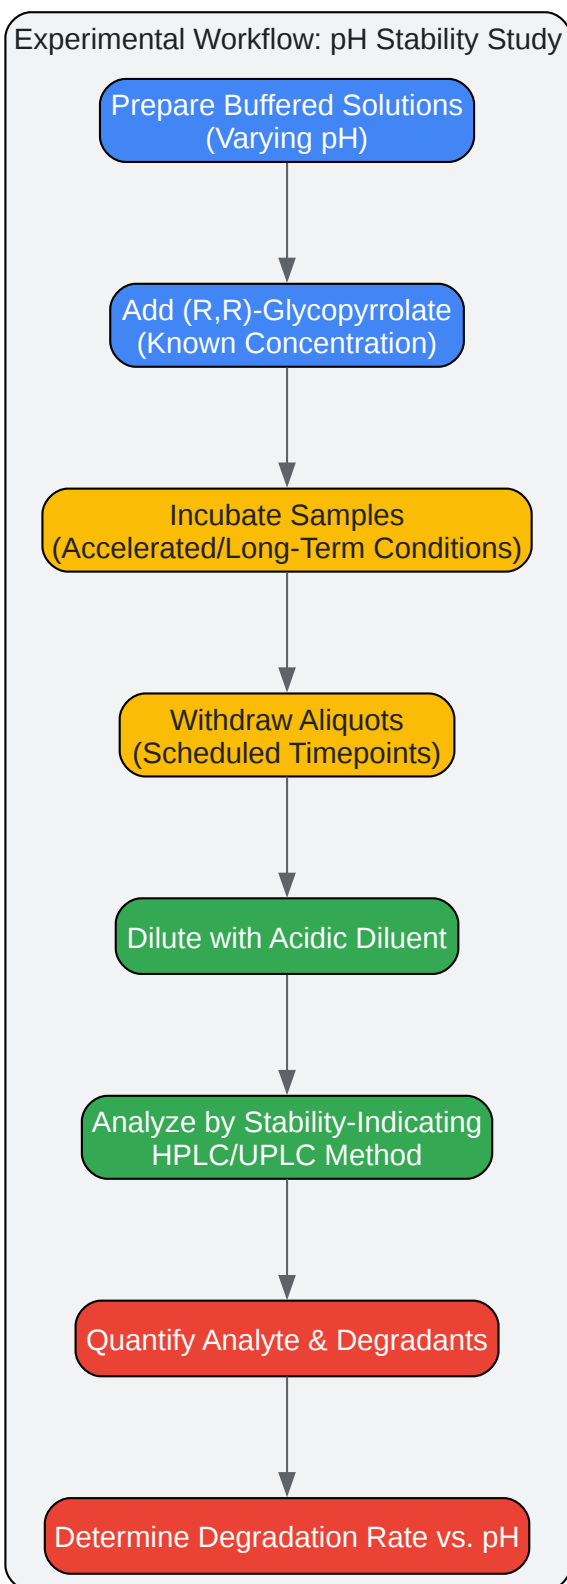 Experimental Workflow: pH Stability Study
Prepare Buffered Solutions
(Varying pH)
Add (R,R)-Glycopyrrolate
(Known Concentration)
Incubate Samples
(Accelerated/Long-Term Conditions)
Withdraw Aliquots
(Scheduled Timepoints)
Dilute with Acidic Diluent
Analyze by Stability-Indicating
HPLC/UPLC Method
Quantify Analyte & Degradants
Determine Degradation Rate vs. pH